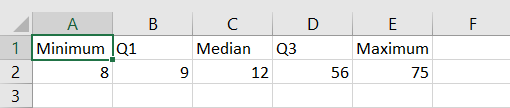 A B C D E F
1 Minimum Q1 Median Q3 Maximum
2 8 9 12 56 75
3